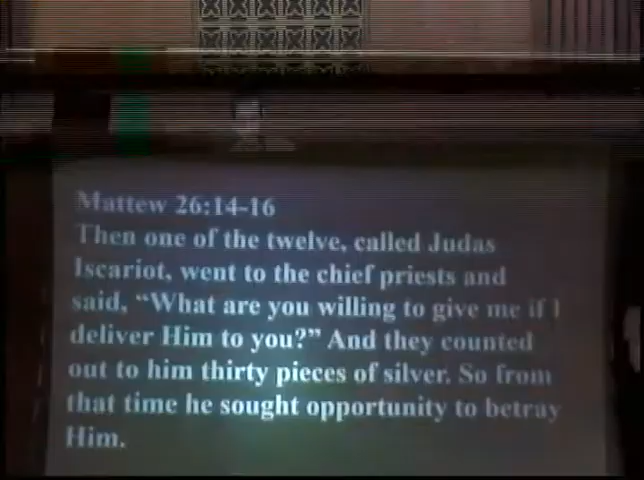 Mattew 26:14-16
Then one of the twelve, called Judas
Iscariot, went to the chief priests and
said, “What are you willing to give me if I
deliver Him to you?” And they counted
out to him thirty pieces of silver. So from
that time he sought opportunity to betray
Him.